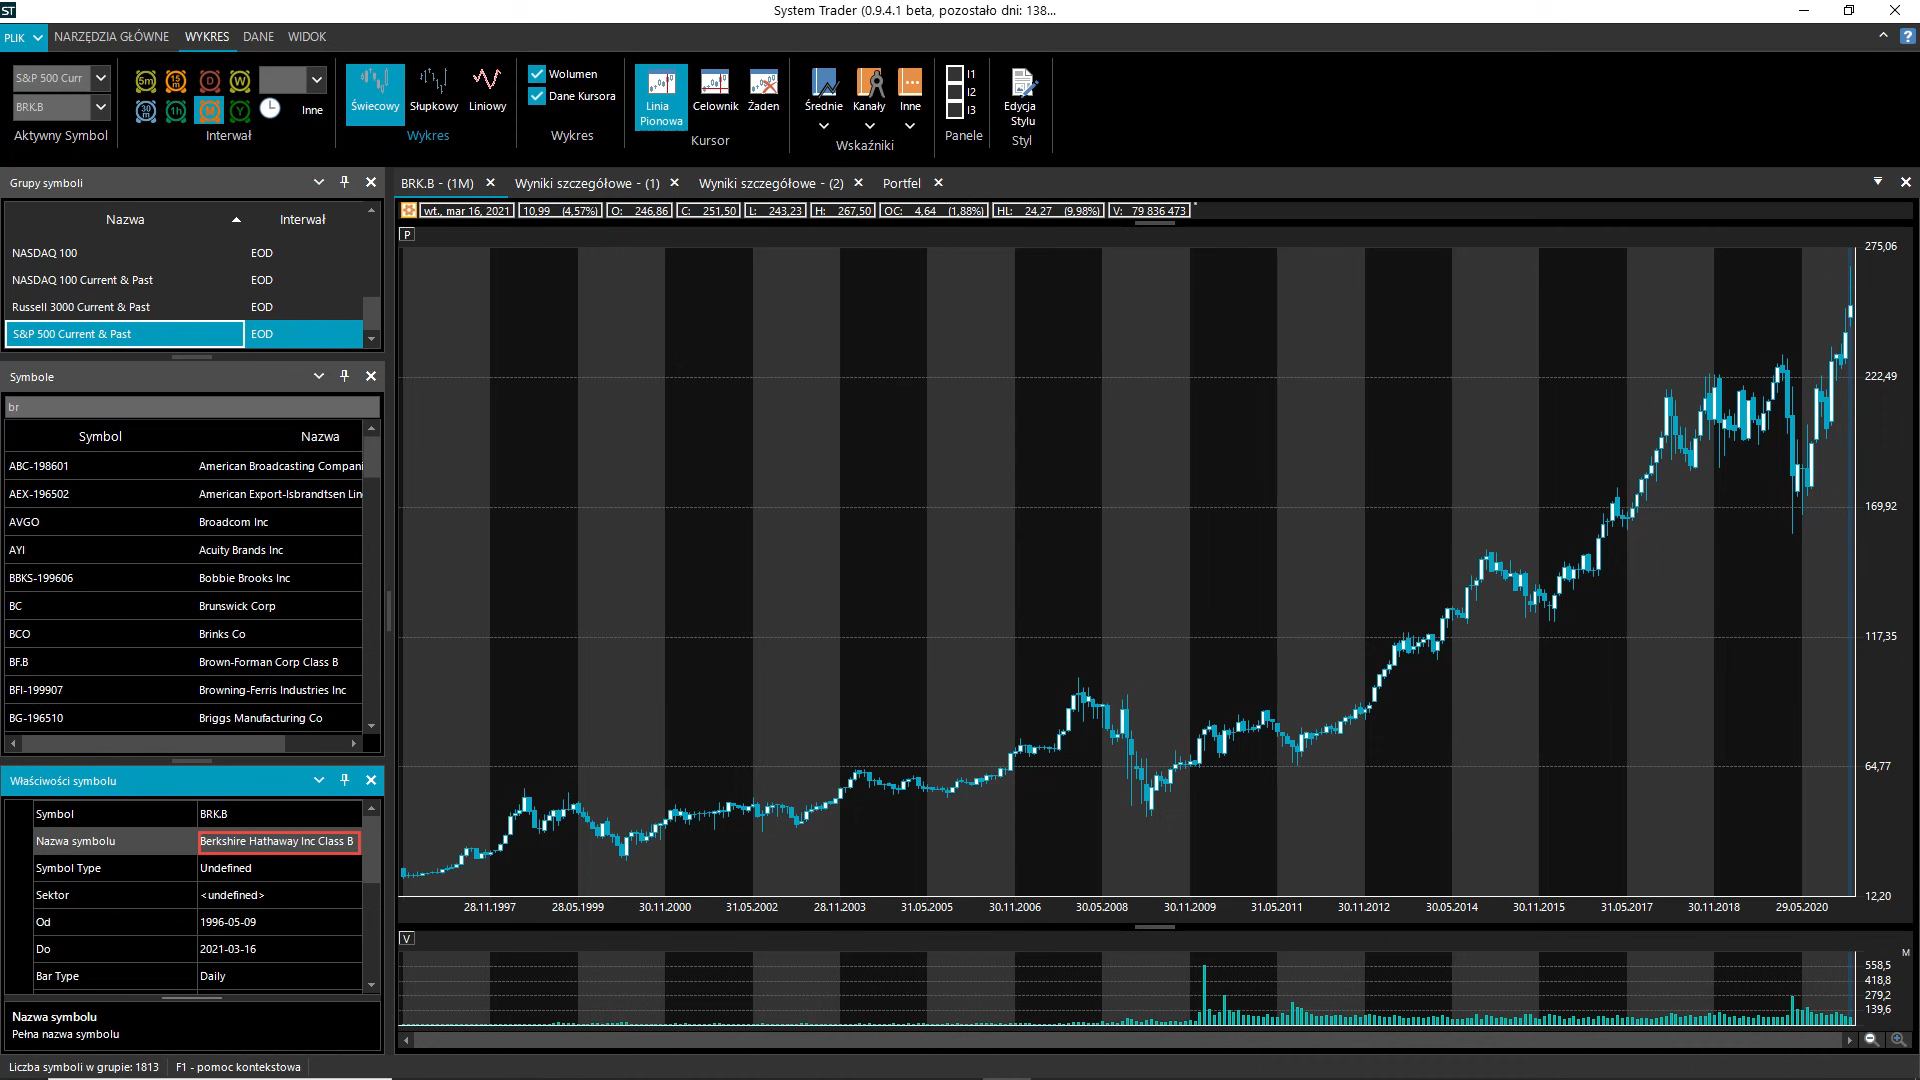 ST
System Trader (0.9.4.1 beta, pozostało dni: 138...
PLIK NARZĘDZIA GŁÓWNE WYKRES DANE WIDOK
S&P 500 Curr
BRK.B
Aktywny Symbol
5m 15m D W
30m 1h M Y
Inne
Interwał
Świecowy Słupkowy Liniowy
Wykres
Wolumen
Dane Kursora
Wykres
Linia Pionowa Celownik Żaden
Kursor
Średnie Kanały Inne
Wskaźniki
I1
I2
I3
Panele
Edycja Stylu
Styl
Grupy symboli
Nazwa Interwał
NASDAQ 100 EOD
NASDAQ 100 Current & Past EOD
Russell 3000 Current & Past EOD
S&P 500 Current & Past EOD
Symbole
br
Symbol Nazwa
ABC-198601 American Broadcasting Compani
AEX-196502 American Export-Isbrandtsen Lin
AVGO Broadcom Inc
AYI Acuity Brands Inc
BBKS-199606 Bobbie Brooks Inc
BC Brunswick Corp
BCO Brinks Co
BF.B Brown-Forman Corp Class B
BFI-199907 Browning-Ferris Industries Inc
BG-196510 Briggs Manufacturing Co
Właściwości symbolu
Symbol BRK.B
Nazwa symbolu Berkshire Hathaway Inc Class B
Symbol Type Undefined
Sektor <undefined>
Od 1996-05-09
Do 2021-03-16
Bar Type Daily
Nazwa symbolu
Pełna nazwa symbolu
Liczba symboli w grupie: 1813 F1 - pomoc kontekstowa
BRK.B - (1M) Wyniki szczegółowe - (1) Wyniki szczegółowe - (2) Portfel
wt., mar 16, 2021 10,99 (4,57%) O: 246,86 C: 251,50 L: 243,23 H: 267,50 OC: 4,64 (1,88%) HL: 24,27 (9,98%) V: 79 836 473
P
275,06
222,49
169,92
117,35
64,77
12,20
28.11.1997 28.05.1999 30.11.2000 31.05.2002 28.11.2003 31.05.2005 30.11.2006 30.05.2008 30.11.2009 31.05.2011 30.11.2012 30.05.2014 30.11.2015 31.05.2017 30.11.2018 29.05.2020
V
M
558,5
418,8
279,2
139,6